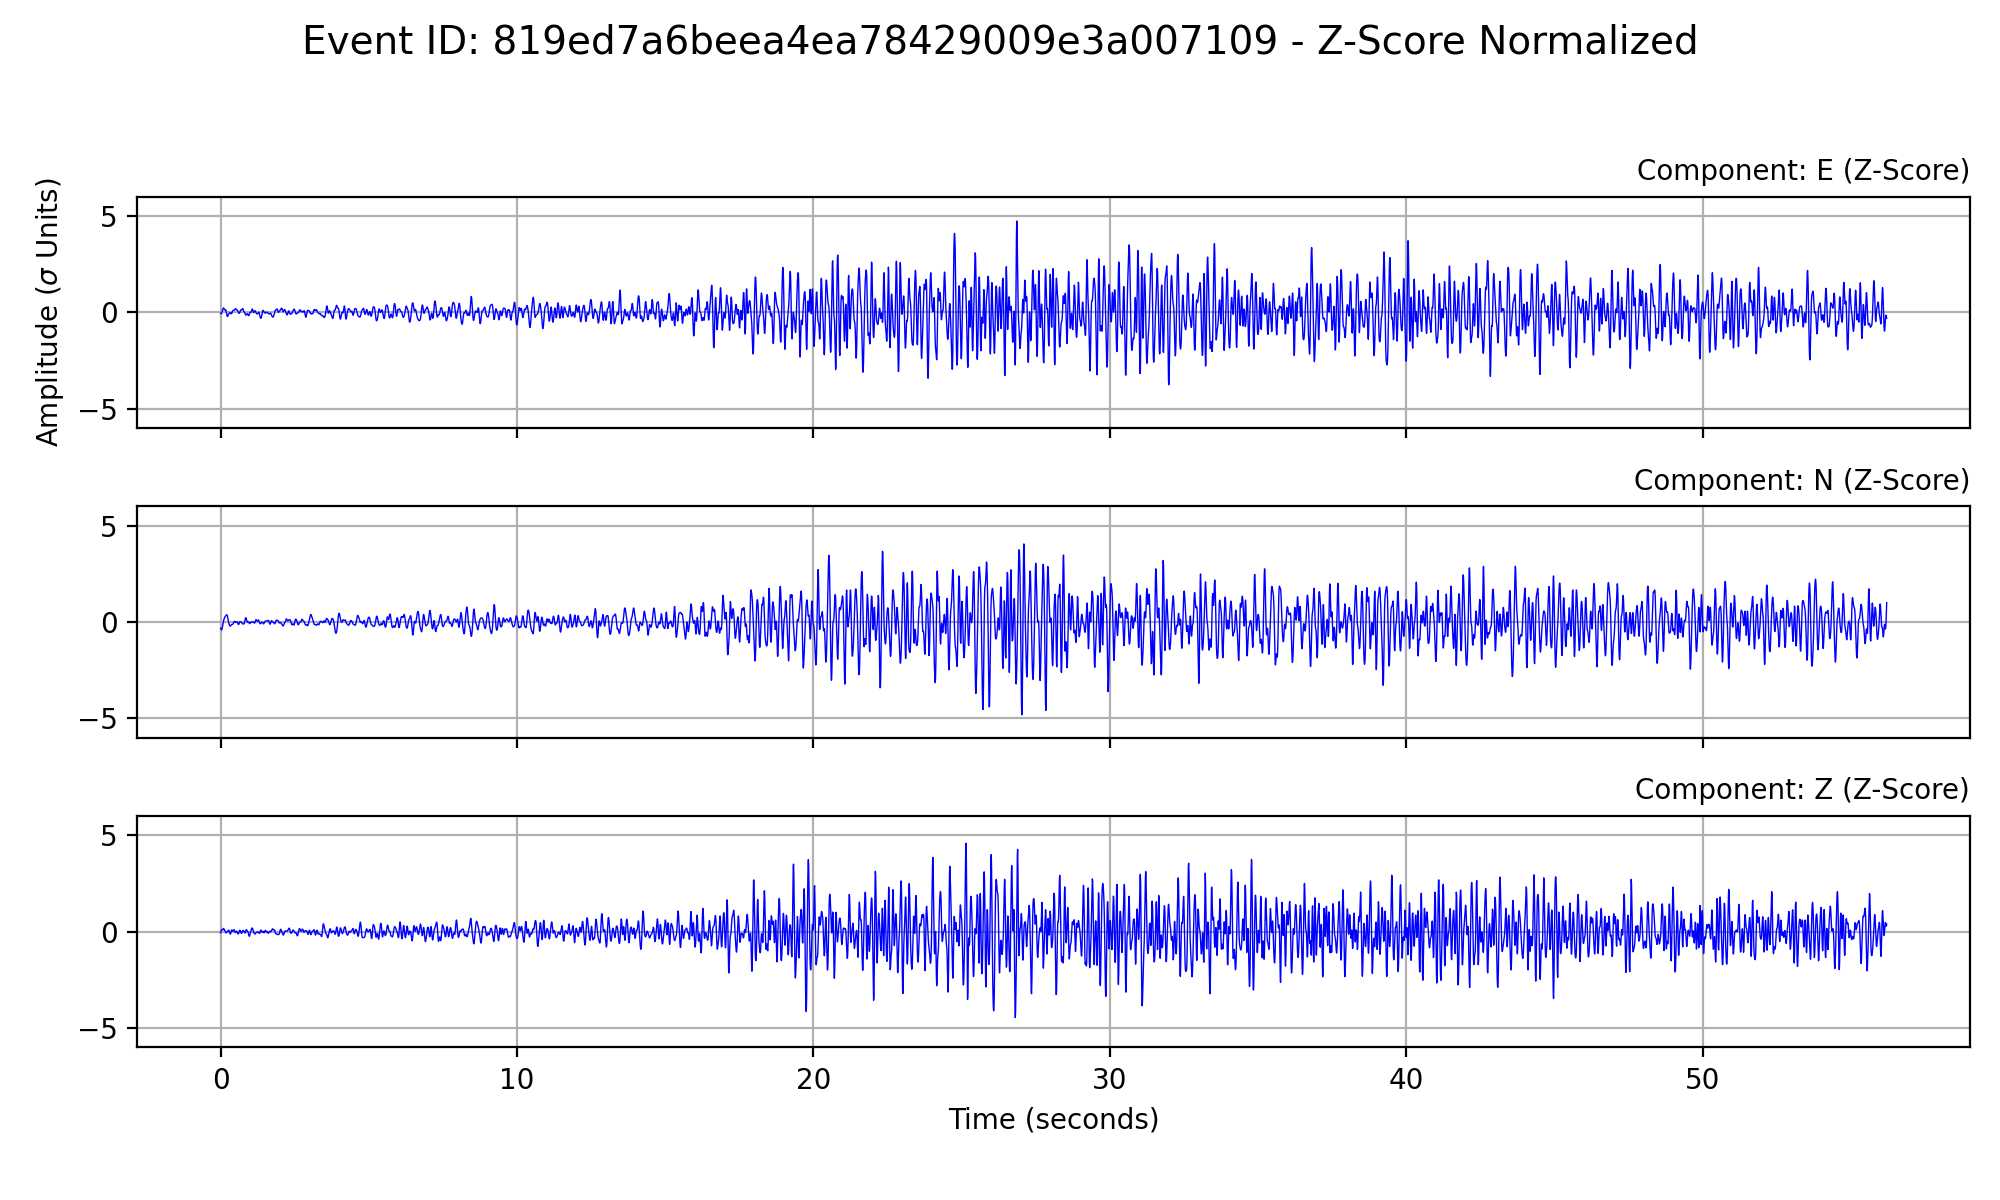 Event ID: 819ed7a6beea4ea78429009e3a007109 - Z-Score Normalized
Component: E (Z-Score)
Amplitude (σ Units)
5
0
−5
Component: N (Z-Score)
5
0
−5
Component: Z (Z-Score)
5
0
−5
0 10 20 30 40 50
Time (seconds)